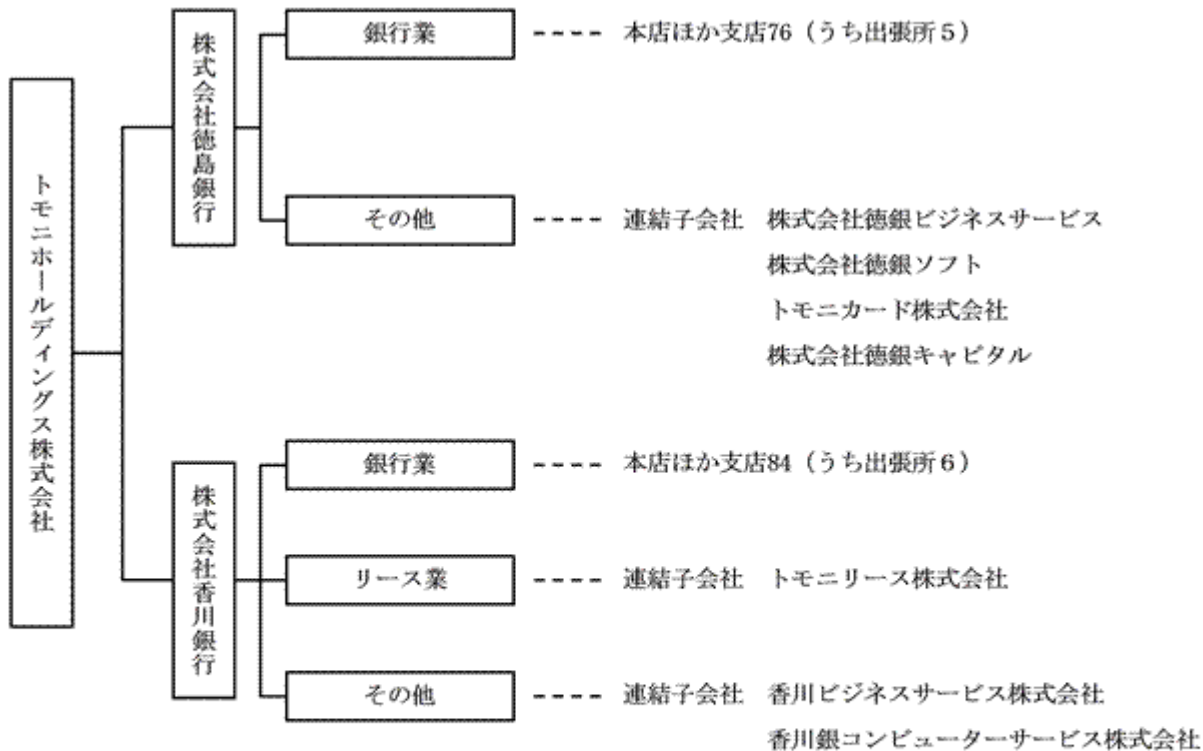 トモニホールディングス株式会社
株式会社徳島銀行
銀行業 ---- 本店ほか支店76（うち出張所５）
その他 ---- 連結子会社 株式会社徳銀ビジネスサービス
株式会社徳銀ソフト
トモニカード株式会社
株式会社徳銀キャピタル
株式会社香川銀行
銀行業 ---- 本店ほか支店84（うち出張所６）
リース業 ---- 連結子会社 トモニリース株式会社
その他 ---- 連結子会社 香川ビジネスサービス株式会社
香川銀コンピューターサービス株式会社